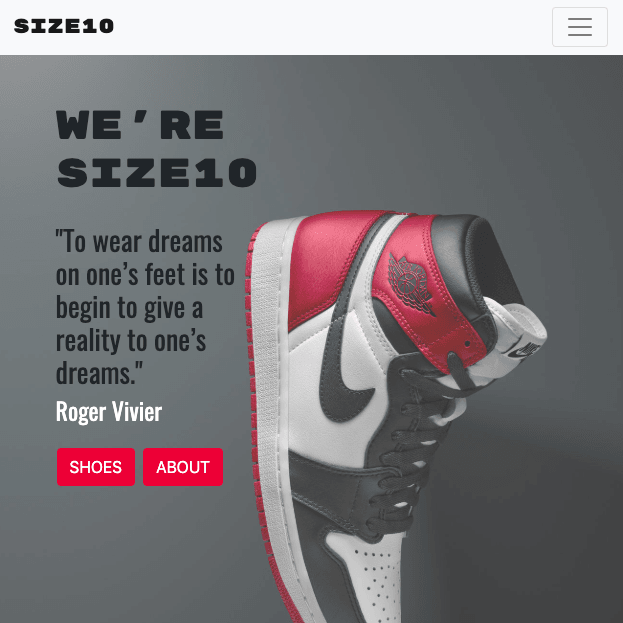 SIZE10
WE'RE
SIZE10
"To wear dreams
on one’s feet is to
begin to give a
reality to one’s
dreams."
Roger Vivier
SHOES ABOUT